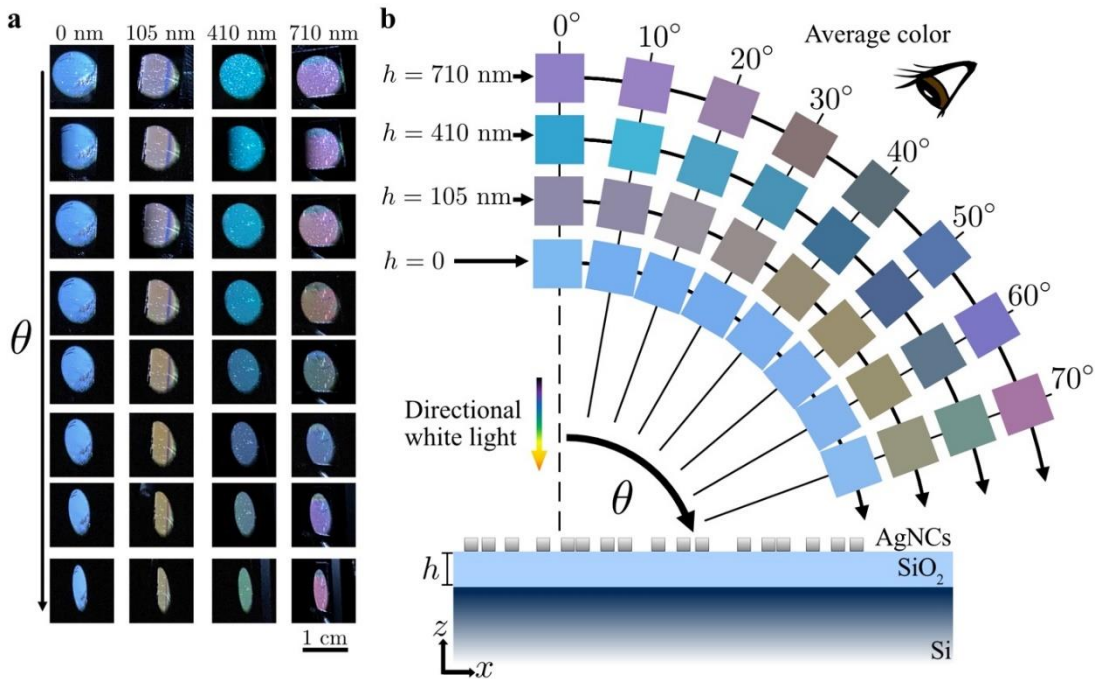 a
0 nm 105 nm 410 nm 710 nm
θ
1 cm
b
0°
10°
20°
30°
40°
50°
60°
70°
Average color
h = 710 nm
h = 410 nm
h = 105 nm
h = 0
Directional
white light
θ
AgNCs
h
SiO₂
z
x
Si